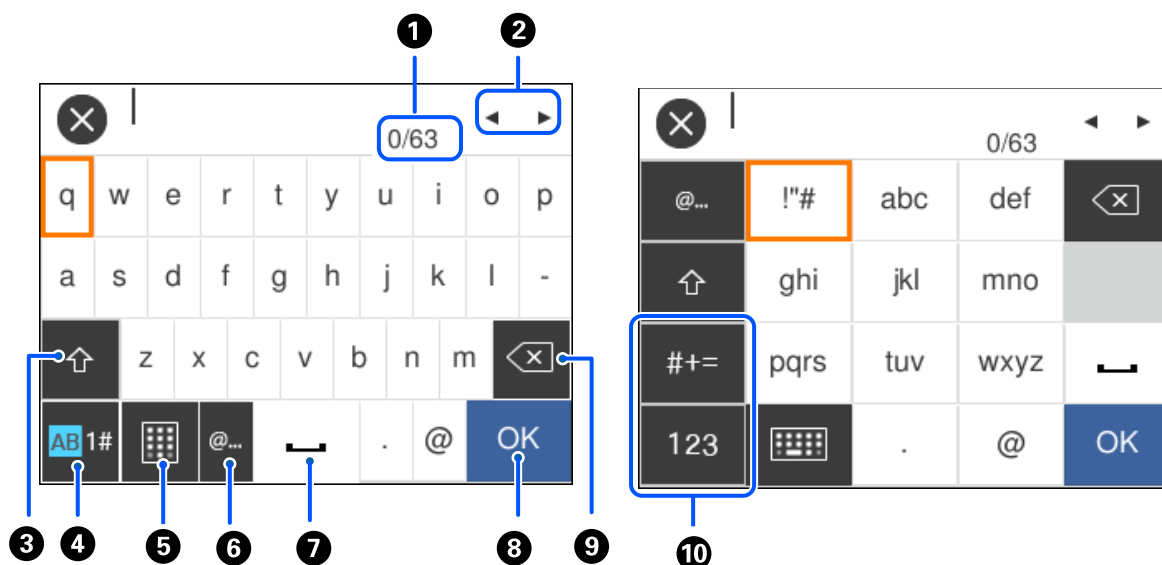 1 2
0/63
q w e r t y u i o p
a s d f g h j k l -
3 z x c v b n m
AB 1# @... . @ OK
4 5 6 7 8 9
0/63
@... !"# abc def
ghi jkl mno
#+= pqrs tuv wxyz
123 . @ OK
10